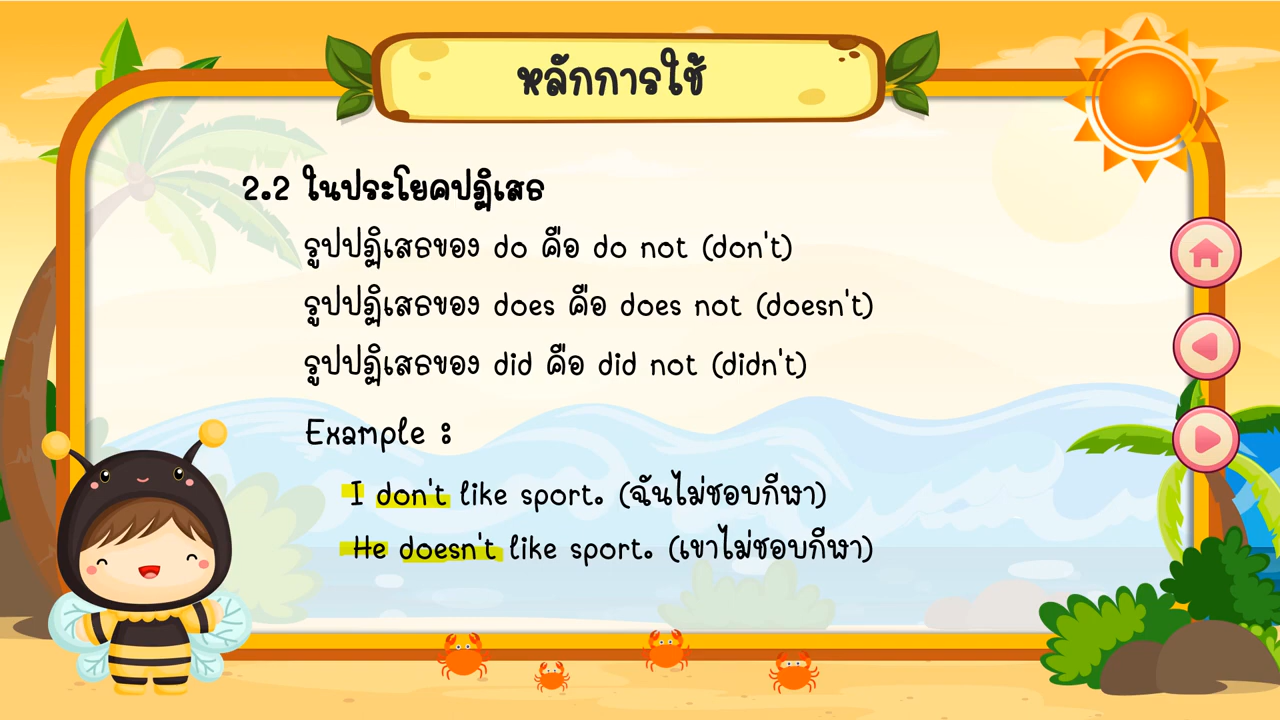 หลักการใช้
2.2 ในประโยคปฏิเสธ
รูปปฏิเสธของ do คือ do not (don't)
รูปปฏิเสธของ does คือ does not (doesn't)
รูปปฏิเสธของ did คือ did not (didn't)
Example :
I don't like sport. (ฉันไม่ชอบกีฬา)
He doesn't like sport. (เขาไม่ชอบกีฬา)